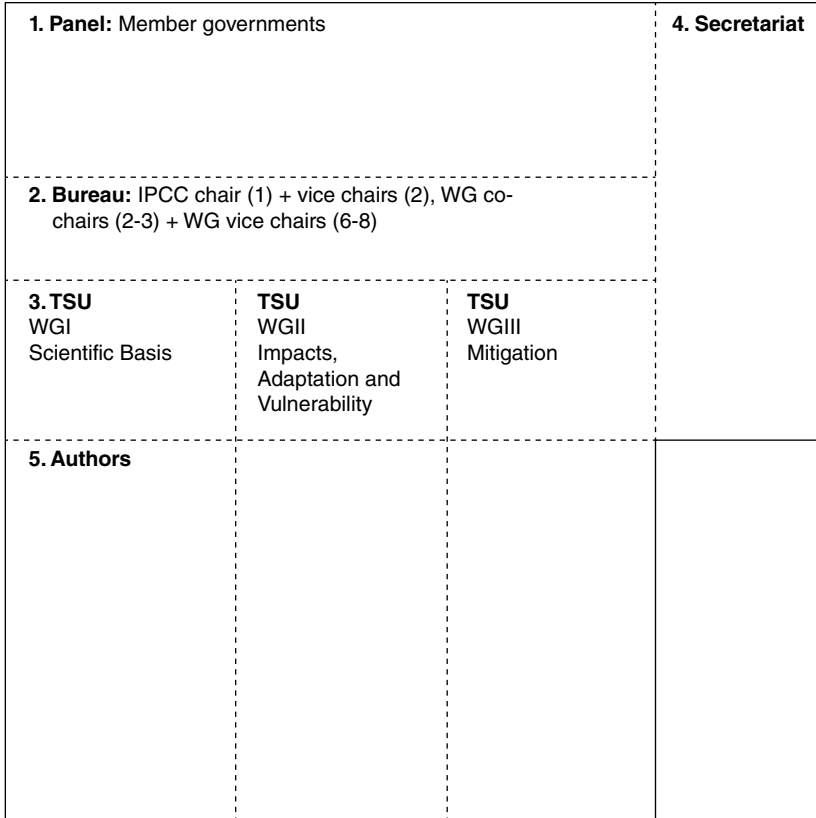 1. Panel: Member governments
4. Secretariat
2. Bureau: IPCC chair (1) + vice chairs (2), WG co-
chairs (2-3) + WG vice chairs (6-8)
3. TSU
WGI
Scientific Basis
TSU
WGII
Impacts,
Adaptation and
Vulnerability
TSU
WGIII
Mitigation
5. Authors